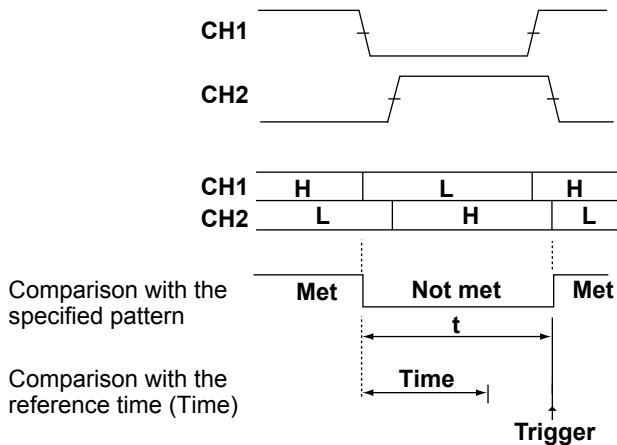 CH1
CH2
CH1 H L H
CH2 L H L
Comparison with the
specified pattern
Met Not met Met
t
Comparison with the
reference time (Time)
Time
Trigger